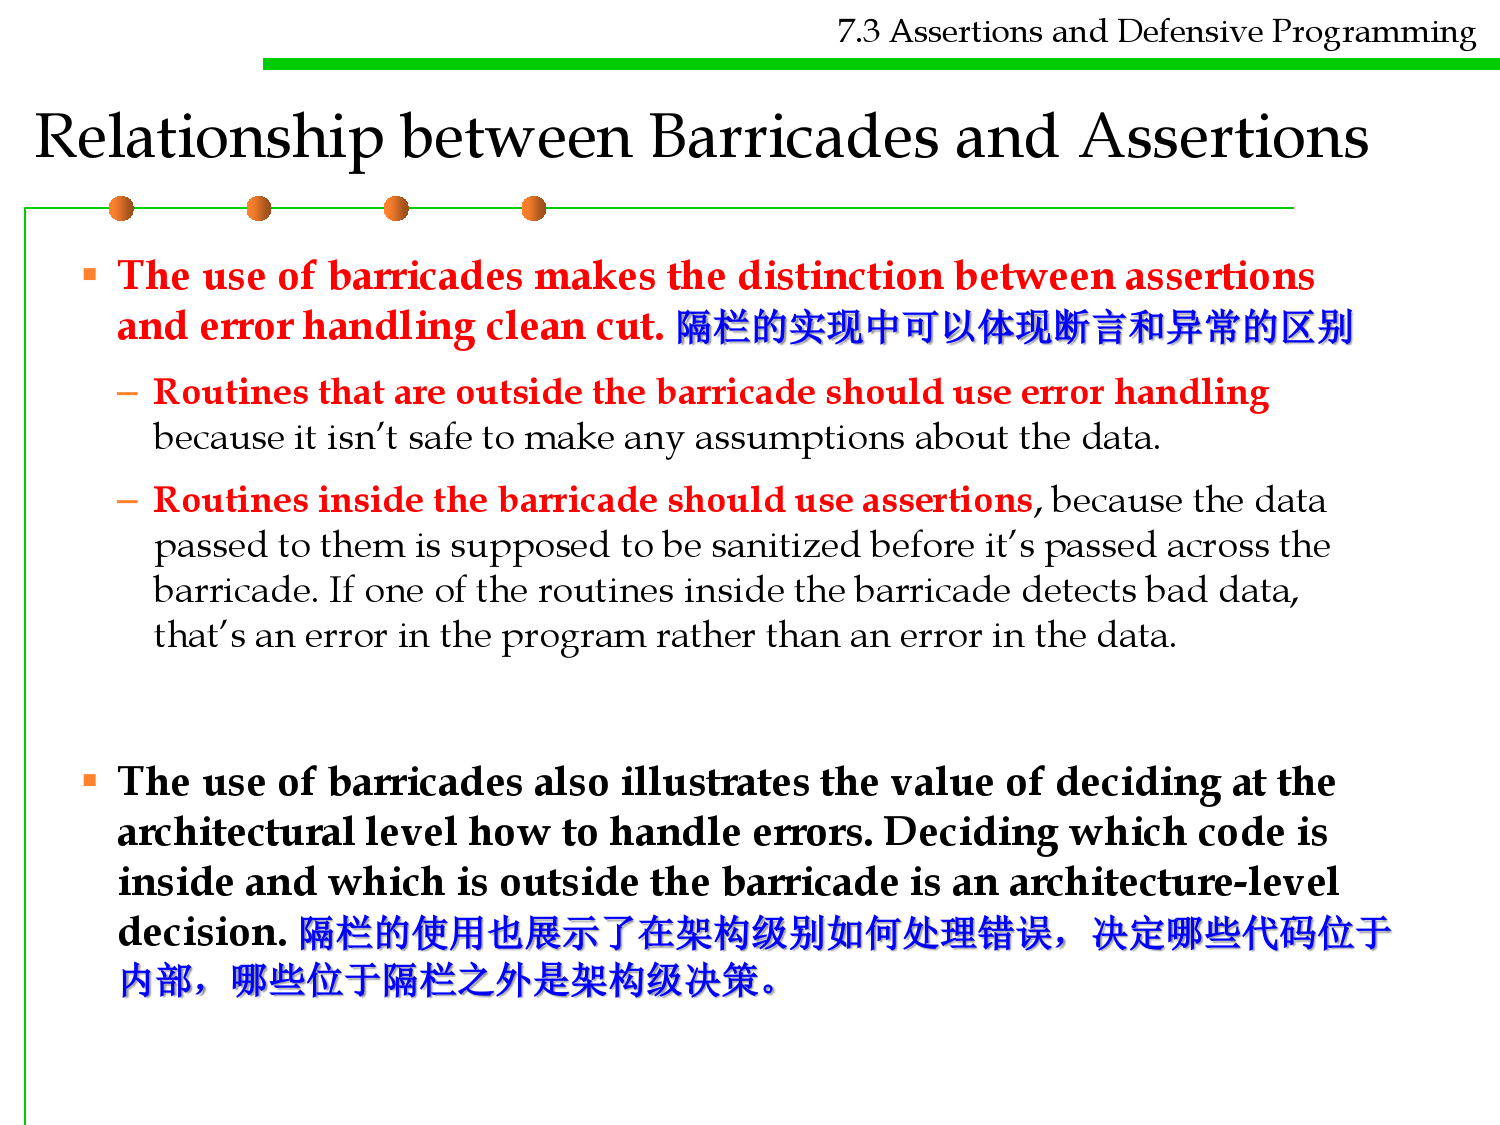 7.3 Assertions and Defensive Programming
Relationship between Barricades and Assertions
▪ The use of barricades makes the distinction between assertions
and error handling clean cut. 隔栏的实现中可以体现断言和异常的区别
– Routines that are outside the barricade should use error handling
because it isn’t safe to make any assumptions about the data.
– Routines inside the barricade should use assertions, because the data
passed to them is supposed to be sanitized before it’s passed across the
barricade. If one of the routines inside the barricade detects bad data,
that’s an error in the program rather than an error in the data.
▪ The use of barricades also illustrates the value of deciding at the
architectural level how to handle errors. Deciding which code is
inside and which is outside the barricade is an architecture-level
decision. 隔栏的使用也展示了在架构级别如何处理错误，决定哪些代码位于
内部，哪些位于隔栏之外是架构级决策。